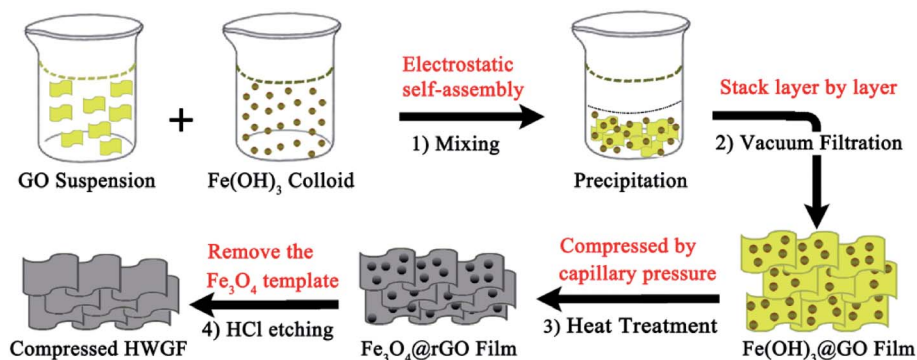 GO Suspension
+
Fe(OH)₃ Colloid
Electrostatic
self-assembly
1) Mixing
Precipitation
Stack layer by layer
2) Vacuum Filtration
Fe(OH)₃@GO Film
Compressed by
capillary pressure
3) Heat Treatment
Fe₃O₄@rGO Film
Remove the
Fe₃O₄ template
4) HCl etching
Compressed HWGF